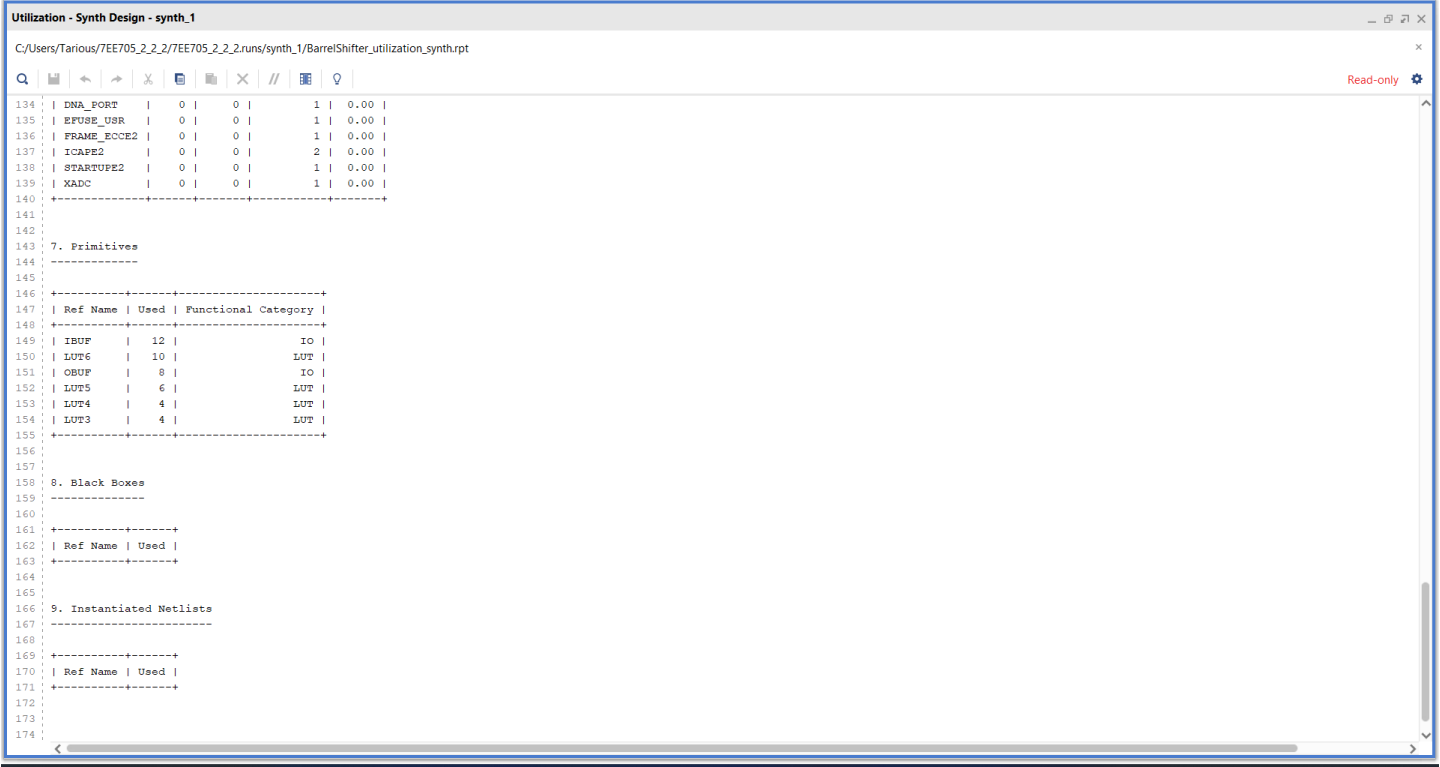 Utilization - Synth Design - synth_1
C:/Users/Tarious/7EE705_2_2_2/7EE705_2_2_2.runs/synth_1/BarrelShifter_utilization_synth.rpt
Read-only
134 | DNA_PORT    |    0 |     0 |         1 |  0.00 |
135 | EFUSE_USR   |    0 |     0 |         1 |  0.00 |
136 | FRAME_ECCE2 |    0 |     0 |         1 |  0.00 |
137 | ICAPE2      |    0 |     0 |         2 |  0.00 |
138 | STARTUPE2   |    0 |     0 |         1 |  0.00 |
139 | XADC        |    0 |     0 |         1 |  0.00 |
140 +-------------+------+-------+-----------+-------+
141
142
143 7. Primitives
144 -------------
145
146 +----------+------+---------------------+
147 | Ref Name | Used | Functional Category |
148 +----------+------+---------------------+
149 | IBUF     |   12 |                  IO |
150 | LUT6     |   10 |                 LUT |
151 | OBUF     |    8 |                  IO |
152 | LUT5     |    6 |                 LUT |
153 | LUT4     |    4 |                 LUT |
154 | LUT3     |    4 |                 LUT |
155 +----------+------+---------------------+
156
157
158 8. Black Boxes
159 --------------
160
161 +----------+------+
162 | Ref Name | Used |
163 +----------+------+
164
165
166 9. Instantiated Netlists
167 ------------------------
168
169 +----------+------+
170 | Ref Name | Used |
171 +----------+------+
172
173
174